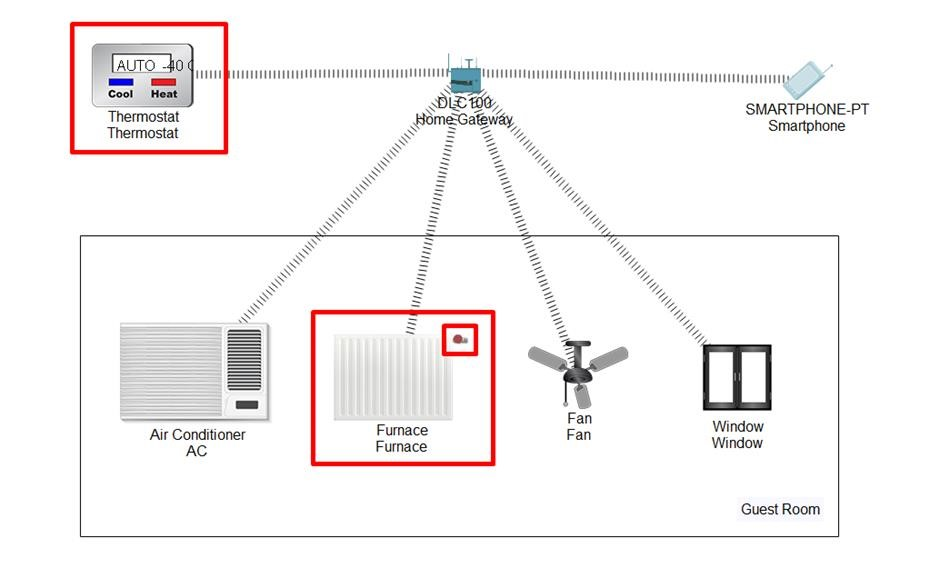 AUTO -40 C
Cool Heat
Thermostat
Thermostat
DLC100
Home Gateway
SMARTPHONE-PT
Smartphone
Air Conditioner
AC
Furnace
Furnace
Fan
Fan
Window
Window
Guest Room